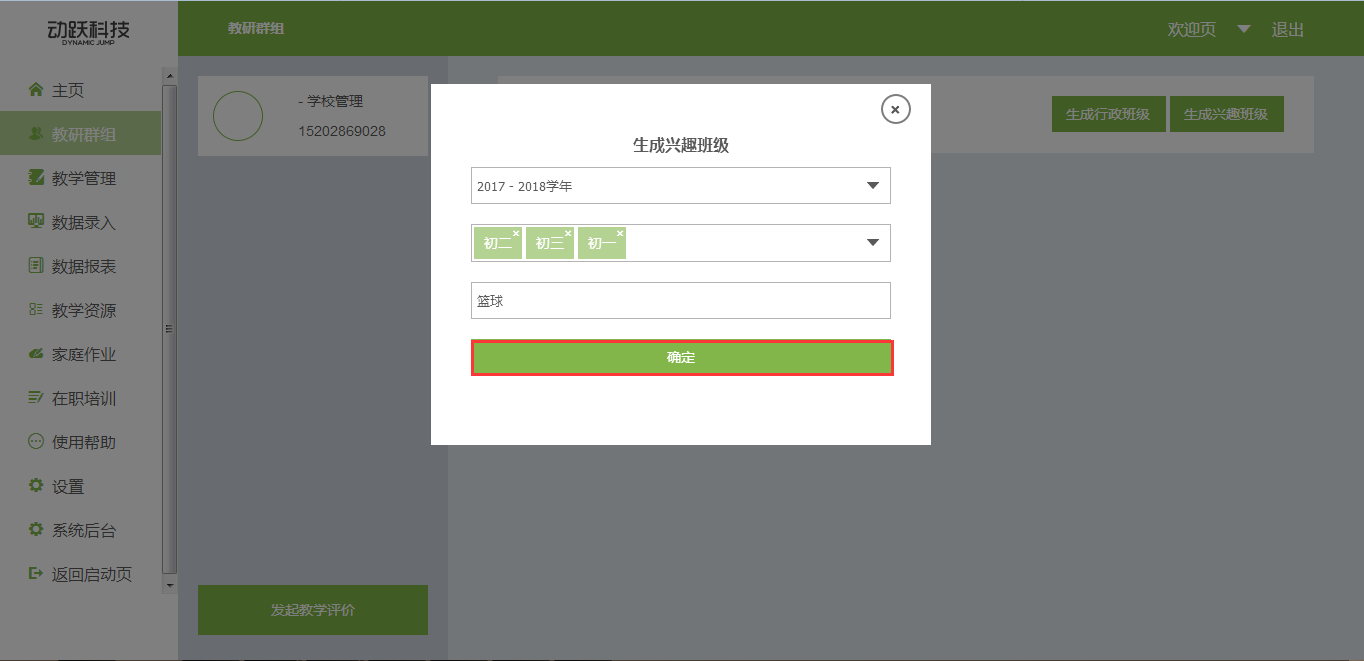 动跃科技
DYNAMIC JUMP
主页
教研群组
教学管理
数据录入
数据报表
教学资源
家庭作业
在职培训
使用帮助
设置
系统后台
返回启动页
教研群组
欢迎页
退出
- 学校管理
15202869028
发起教学评价
生成行政班级
生成兴趣班级
生成兴趣班级
2017 - 2018学年
初二 × 初三 × 初一 ×
篮球
确定